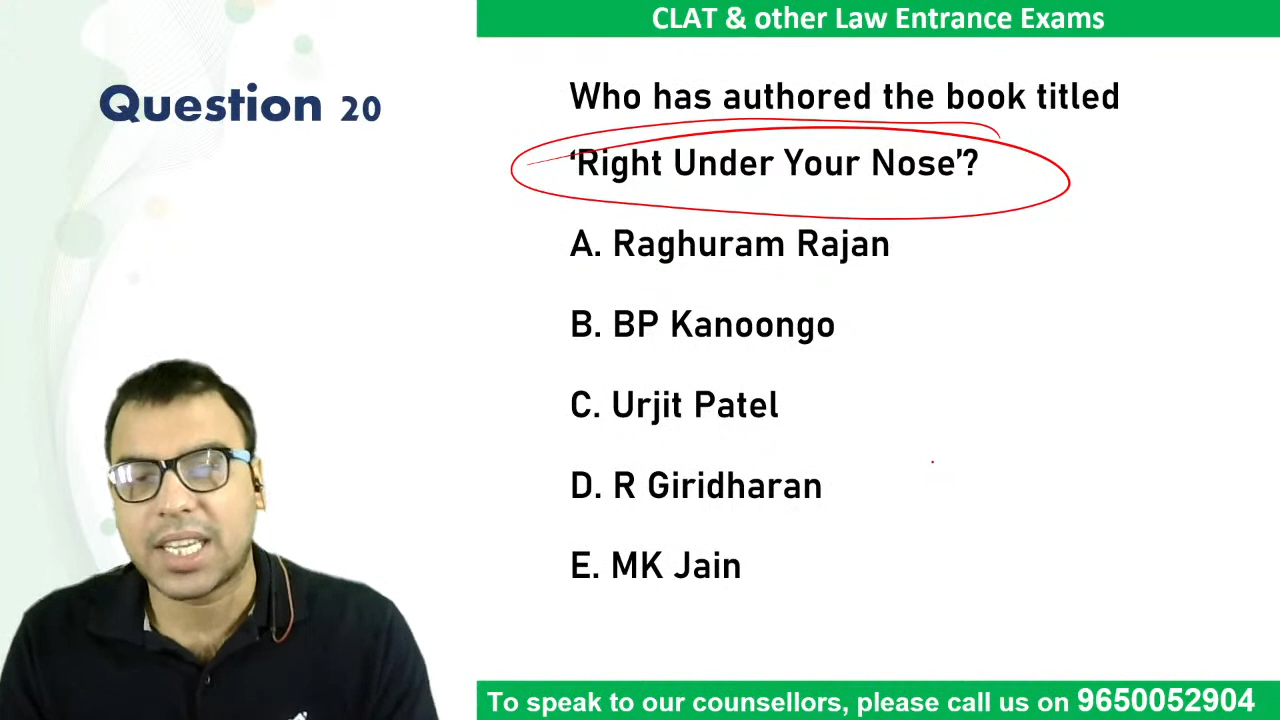 CLAT & other Law Entrance Exams
Question 20
Who has authored the book titled
‘Right Under Your Nose’?
A. Raghuram Rajan
B. BP Kanoongo
C. Urjit Patel
D. R Giridharan
E. MK Jain
To speak to our counsellors, please call us on 9650052904